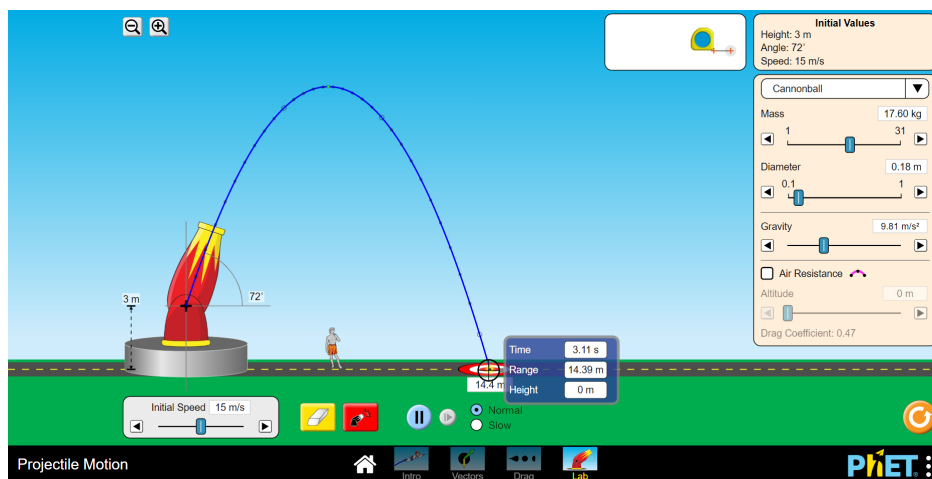 Initial Values
Height: 3 m
Angle: 72°
Speed: 15 m/s
Cannonball
Mass 17.60 kg
1 31
Diameter 0.18 m
0.1 1
Gravity 9.81 m/s²
Air Resistance
Altitude 0 m
Drag Coefficient: 0.47
3 m
72°
Time 3.11 s
Range 14.39 m
Height 0 m
14.4 m
Initial Speed 15 m/s
Normal
Slow
Projectile Motion
Intro
Vectors
Drag
Lab
PhET